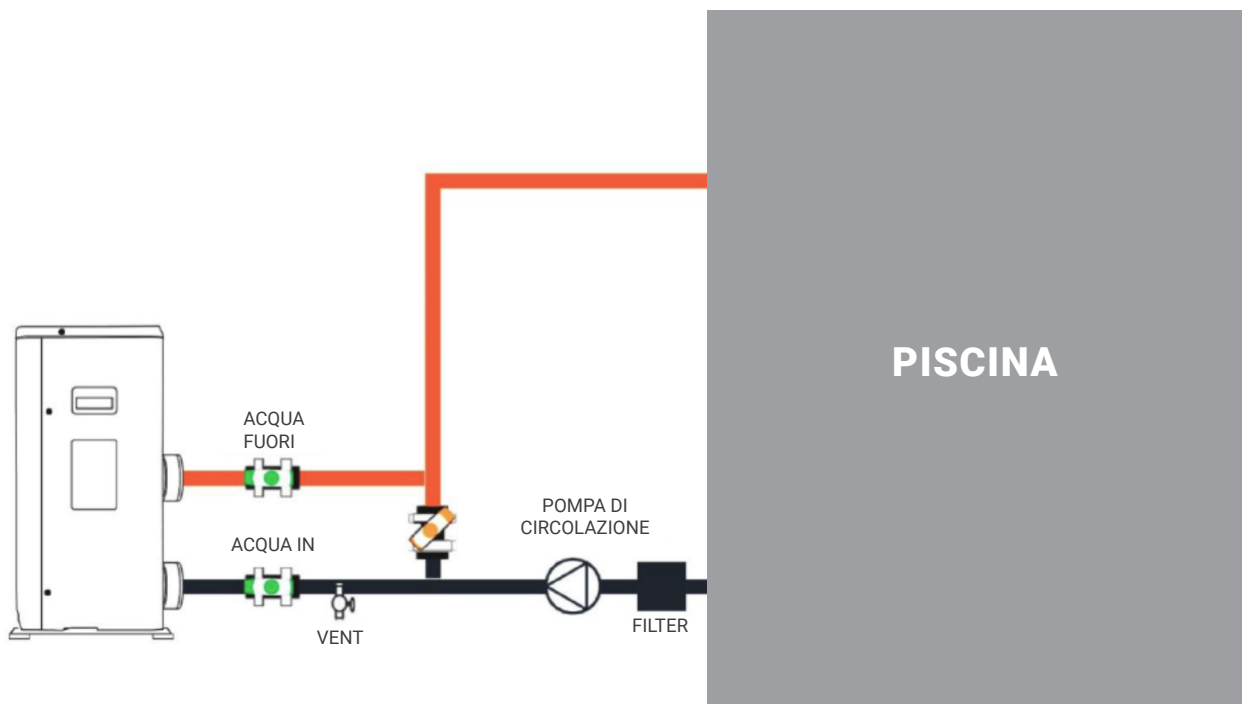 PISCINA
ACQUA
FUORI
POMPA DI
CIRCOLAZIONE
ACQUA IN
FILTER
VENT